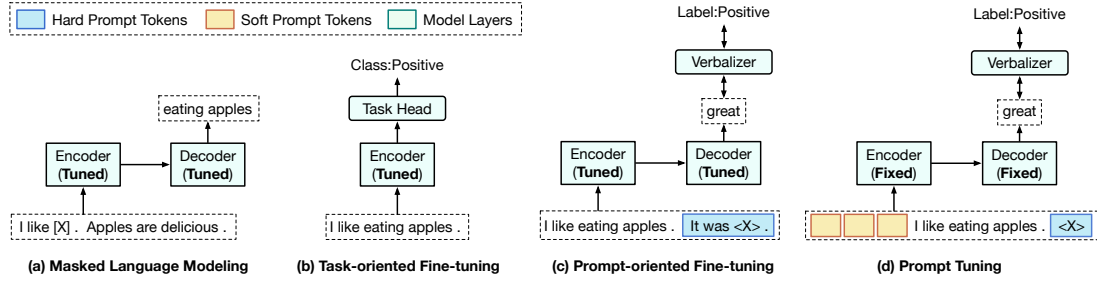 Hard Prompt Tokens Soft Prompt Tokens Model Layers
Class:Positive
Task Head
eating apples
Encoder
(Tuned)
Decoder
(Tuned)
I like [X] . Apples are delicious .
(a) Masked Language Modeling
Encoder
(Tuned)
I like eating apples .
(b) Task-oriented Fine-tuning
Label:Positive
Verbalizer
great
Encoder
(Tuned)
Decoder
(Tuned)
I like eating apples . It was <X> .
(c) Prompt-oriented Fine-tuning
Label:Positive
Verbalizer
great
Encoder
(Fixed)
Decoder
(Fixed)
I like eating apples . <X>
(d) Prompt Tuning